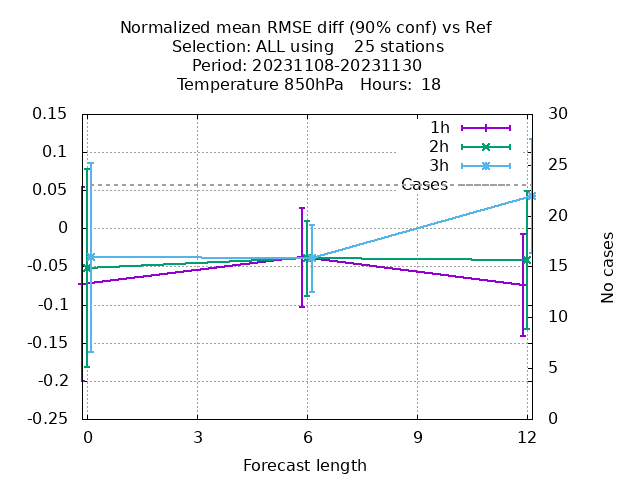 Normalized mean RMSE diff (90% conf) vs Ref
Selection: ALL using    25 stations
Period: 20231108-20231130
Temperature 850hPa   Hours:  18
0.15
0.1
0.05
0
-0.05
-0.1
-0.15
-0.2
-0.25
30
25
20
15
10
5
0
1h
2h
3h
Cases
No cases
0
3
6
9
12
Forecast length